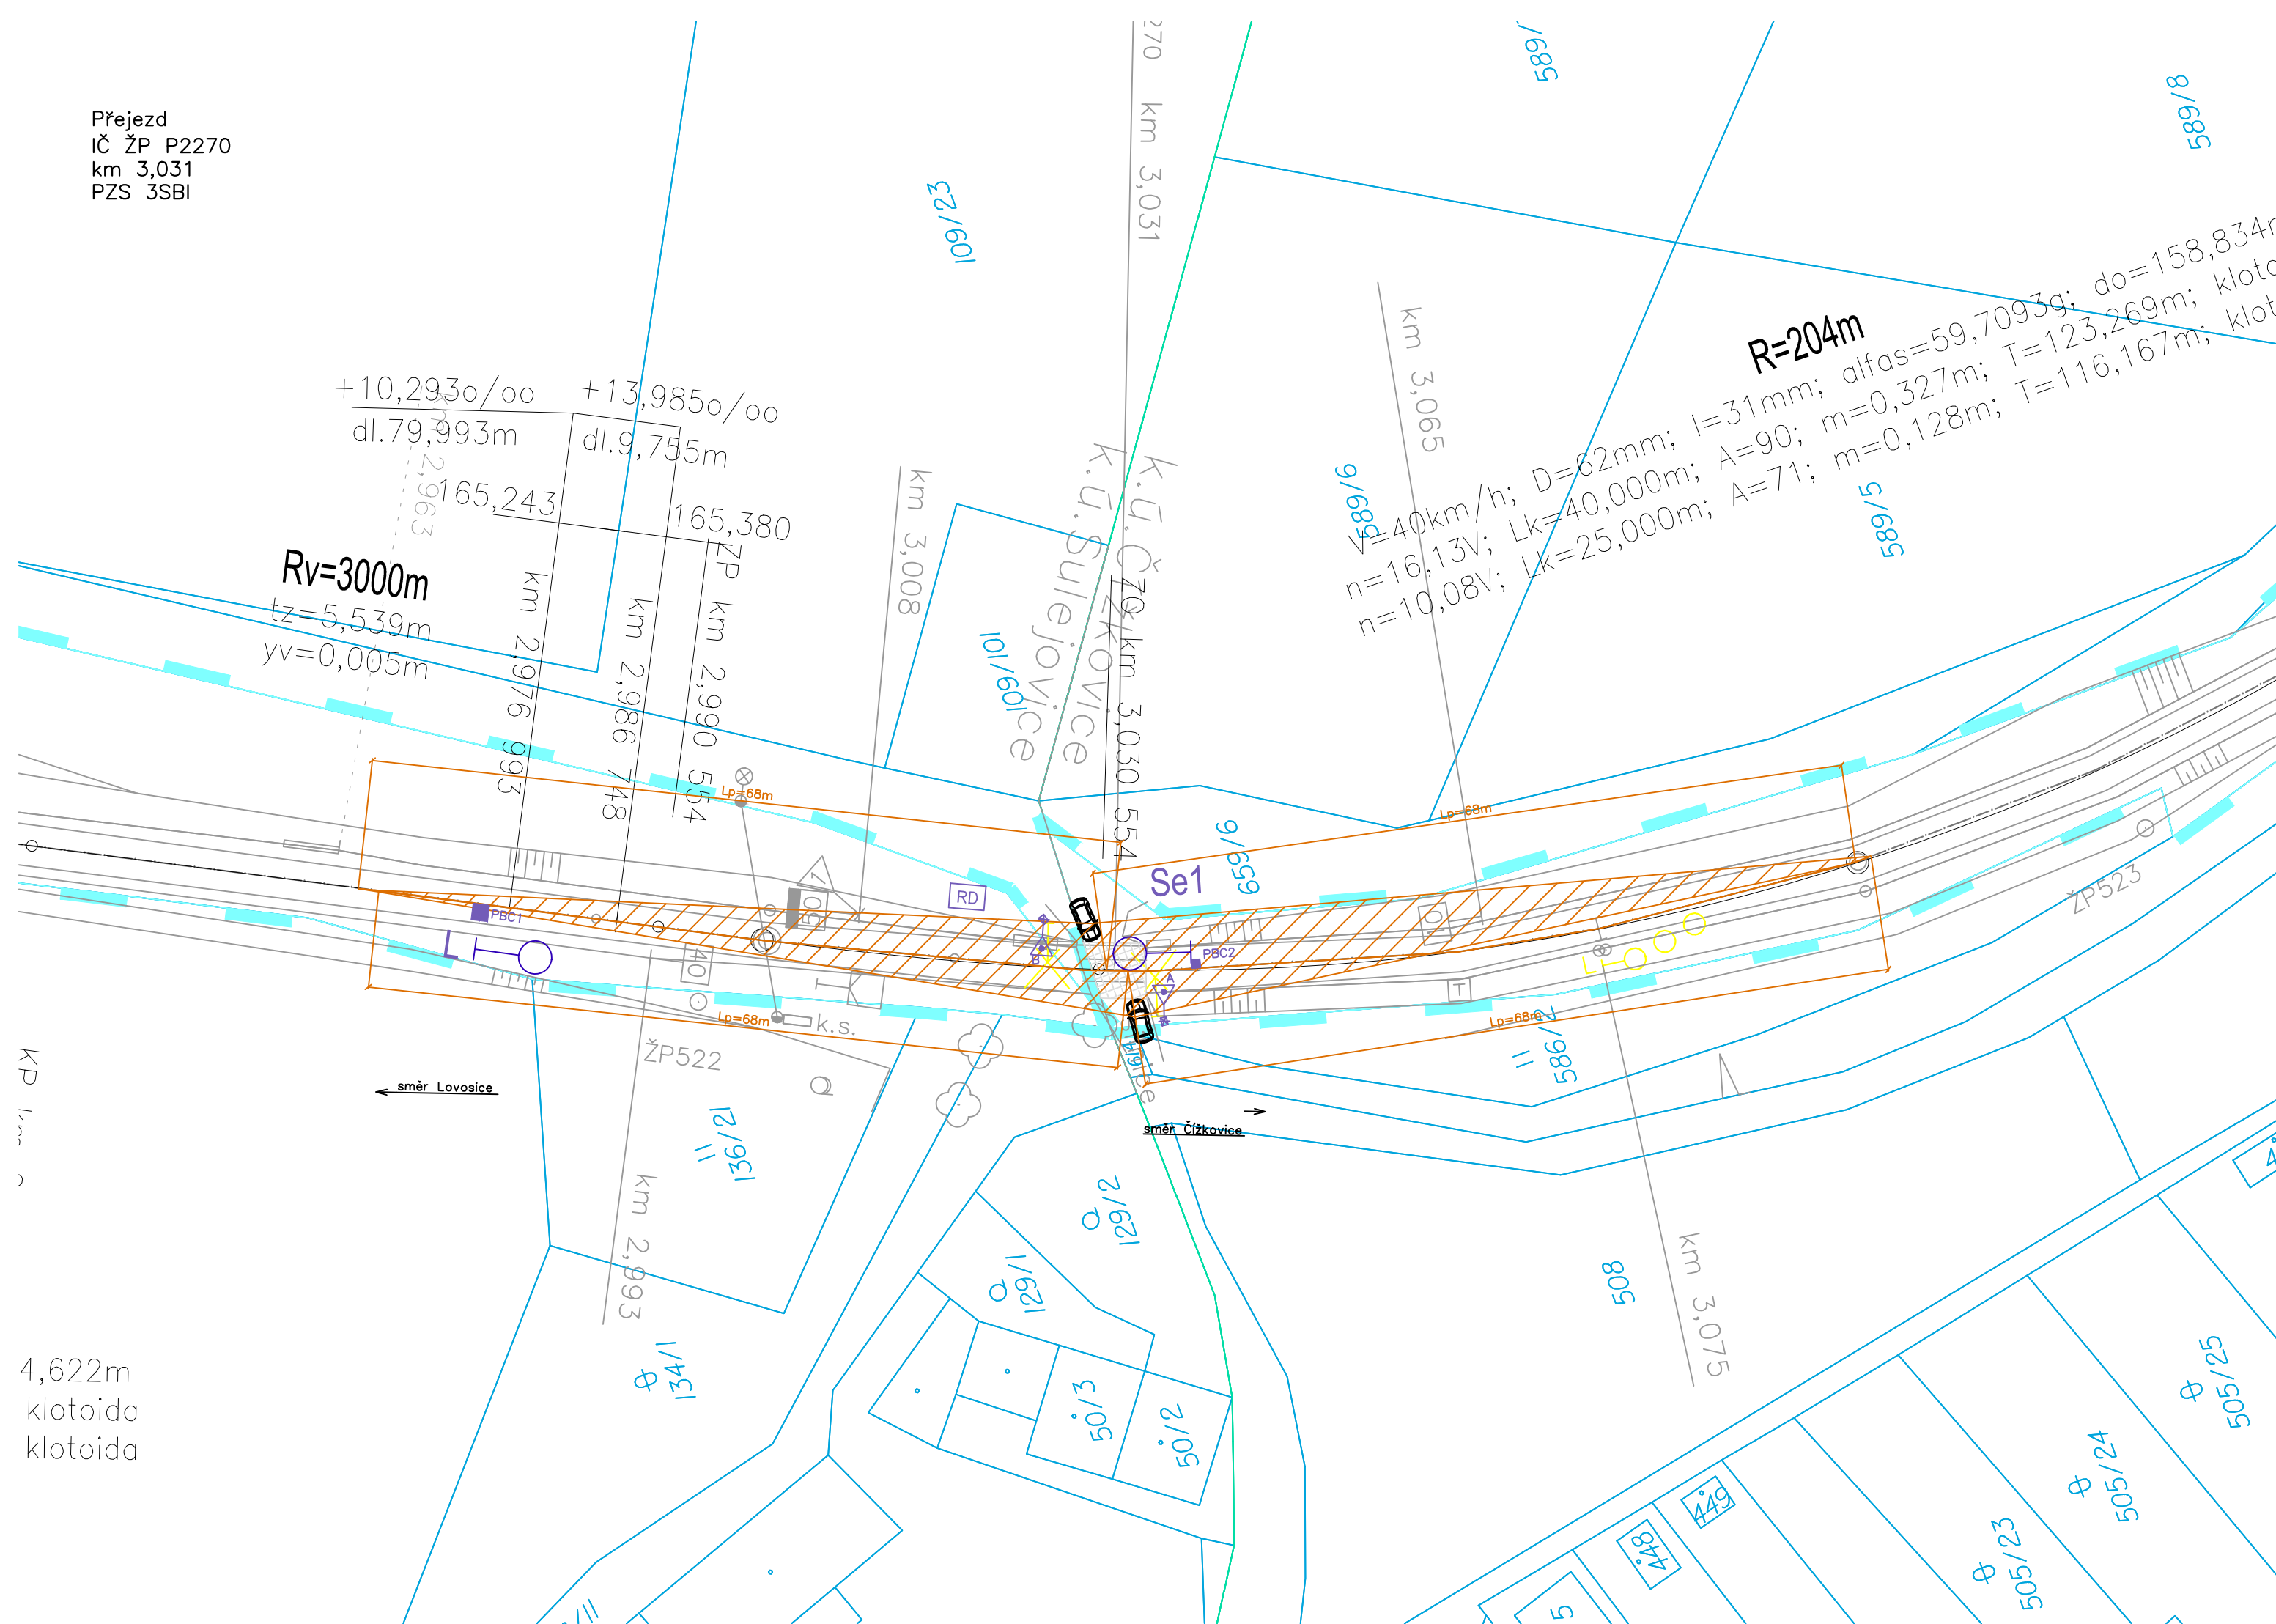 Přejezd
IČ ŽP P2270
km 3,031
PZS 3SBI
km 3,031
109/23
589/
589/8
589/6
589/5
R=204m
V=40km/h; D=62mm; I=31mm; alfas=59,7093g; do=158,834m
n=16,13V; Lk=40,000m; A=90; m=0,327m; T=123,269m;
n=10,08V; Lk=25,000m; A=71; m=0,128m; T=116,167m;
km 3,065
+10,293o/oo
dl.79,993m
+13,985o/oo
dl.9,755m
km 2,963
165,243
165,380
Rv=3000m
tz=5,539m
yv=0,005m
km 2,976 993
km 2,986 748
ZP km 2,990 554
km 3,008
k.ú.Sulejovice
109/101
km 3,030 554
Lp=68m
Lp=68m
659/6
Se1
RD
PBC1
PBC2
B
A
40
T
Lp=68m
Lp=68m
k.s.
ŽP522
ŽP523
směr Lovosice
směr Čížkovice
586/2
136/21
km 2,993
129/2
129/1
134/1
50/3
50/2
508
km 3,075
KP
4,622m
klotoida
klotoida
505/25
505/24
505/23
449
448
5